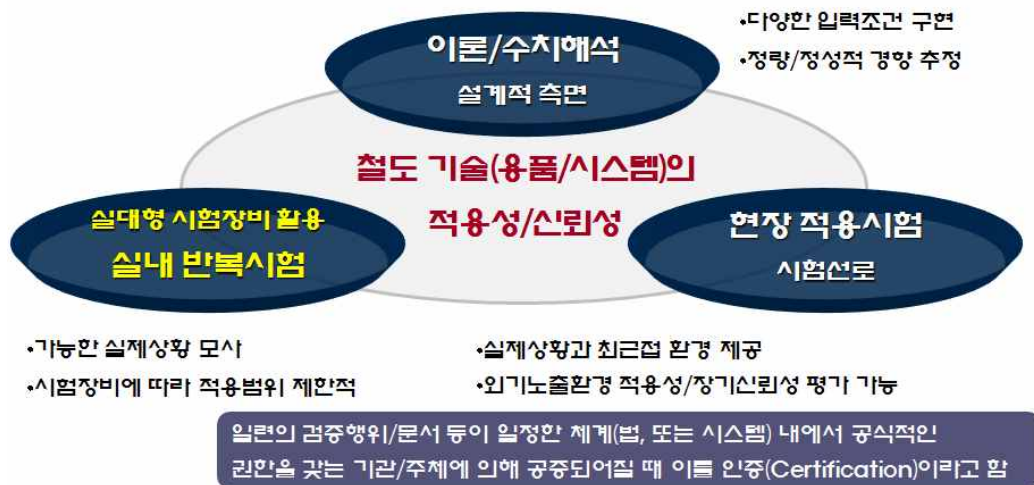 이론/수치해석
설계적 측면
•다양한 입력조건 구현
•정량/정성적 경향 추정
철도 기술(용품/시스템)의
적용성/신뢰성
실대형 시험장비 활용
실내 반복시험
현장 적용시험
시험선로
•가능한 실제상황 모사
•시험장비에 따라 적용범위 제한적
•실제상황과 최근접 환경 제공
•외기노출환경 적용성/장기신뢰성 평가 가능
일련의 검증행위/문서 등이 일정한 체계(법, 또는 시스템) 내에서 공식적인
권한을 갖는 기관/주체에 의해 공증되어질 때 이를 인증(Certification)이라고 함